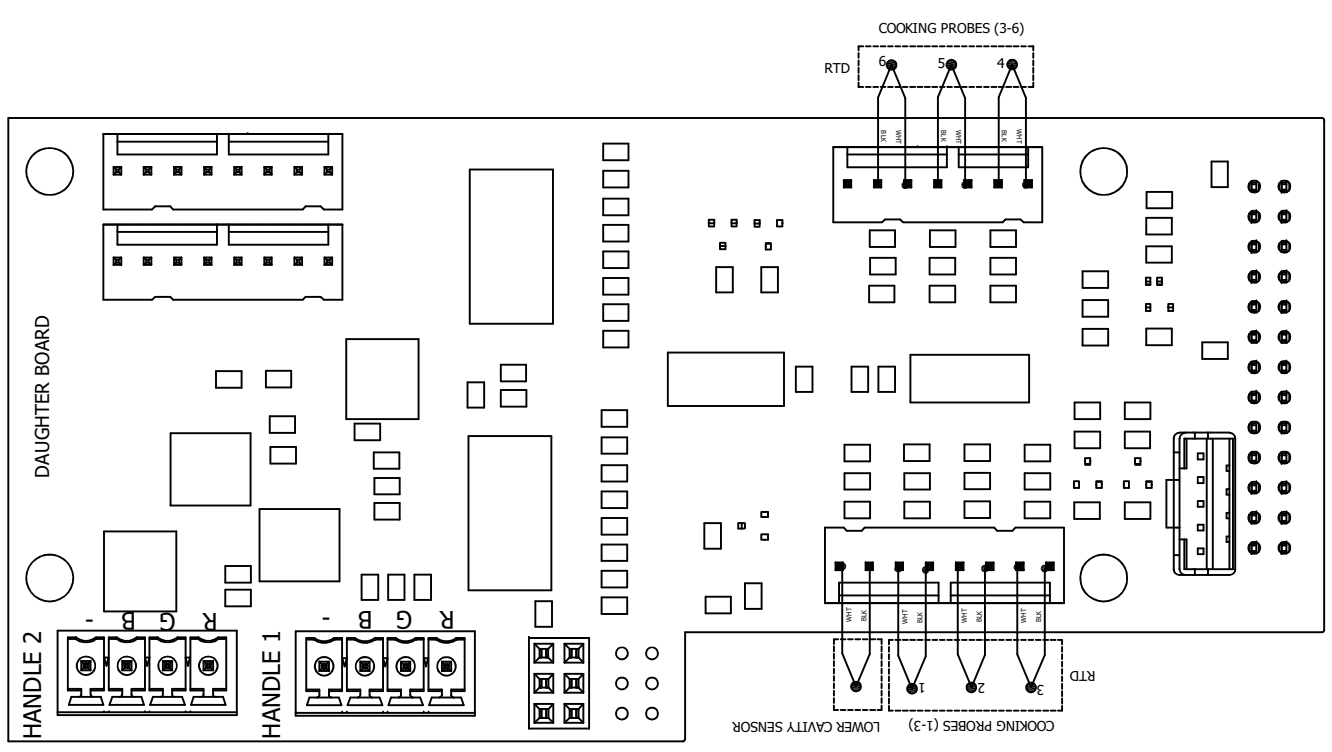 COOKING PROBES (3-6)
RTD
6
5
4
BLK
WHT
BLK
WHT
BLK
WHT
DAUGHTER BOARD
HANDLE 2
-
B
G
R
HANDLE 1
-
B
G
R
WHT
BLK
WHT
BLK
WHT
BLK
WHT
BLK
1
2
3
RTD
LOWER CAVITY SENSOR
COOKING PROBES (1-3)